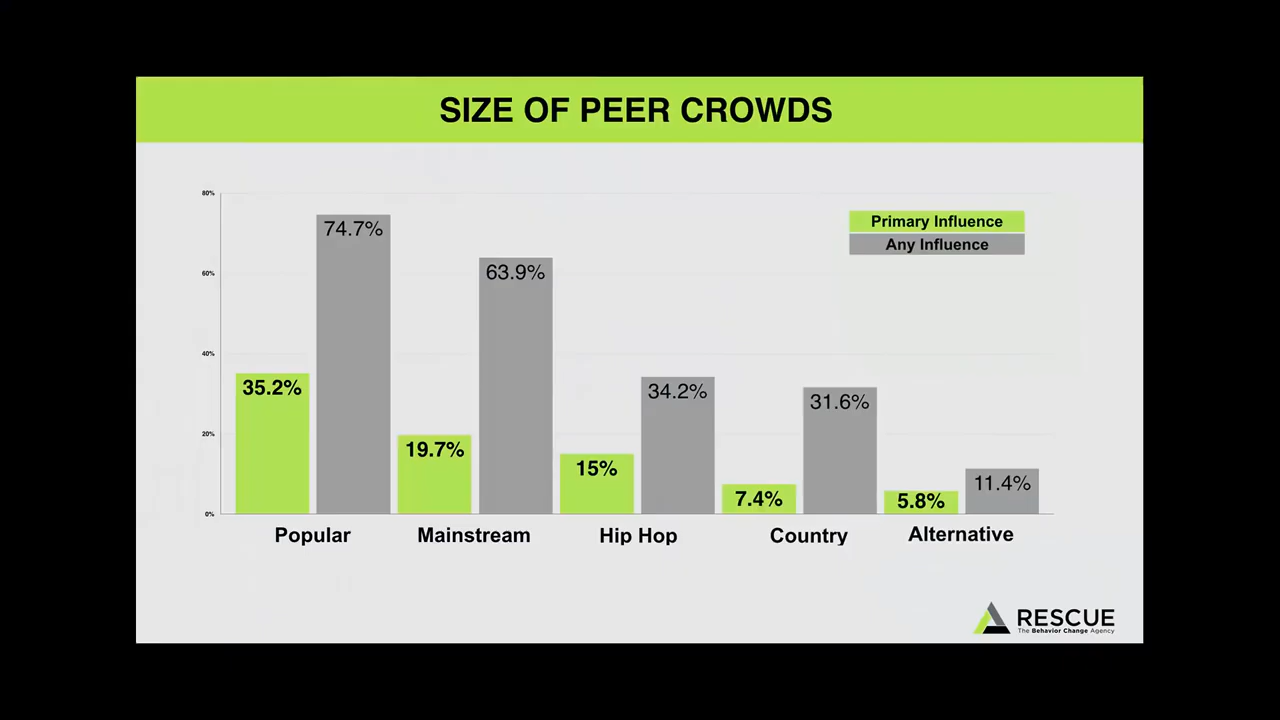 SIZE OF PEER CROWDS
80%
60%
40%
20%
0%
Primary Influence
Any Influence
35.2%
74.7%
19.7%
63.9%
15%
34.2%
7.4%
31.6%
5.8%
11.4%
Popular
Mainstream
Hip Hop
Country
Alternative
RESCUE
The Behavior Change Agency